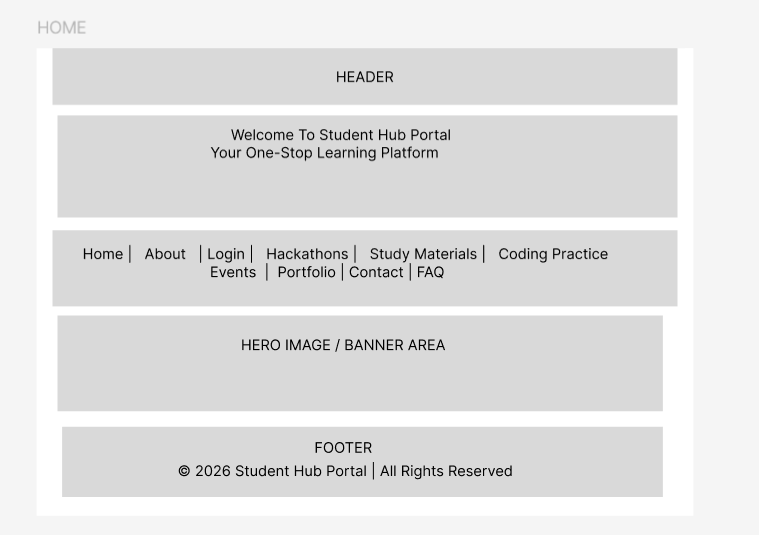 HOME
HEADER
Welcome To Student Hub Portal
Your One-Stop Learning Platform
Home | About | Login | Hackathons | Study Materials | Coding Practice
Events | Portfolio | Contact | FAQ
HERO IMAGE / BANNER AREA
FOOTER
© 2026 Student Hub Portal | All Rights Reserved